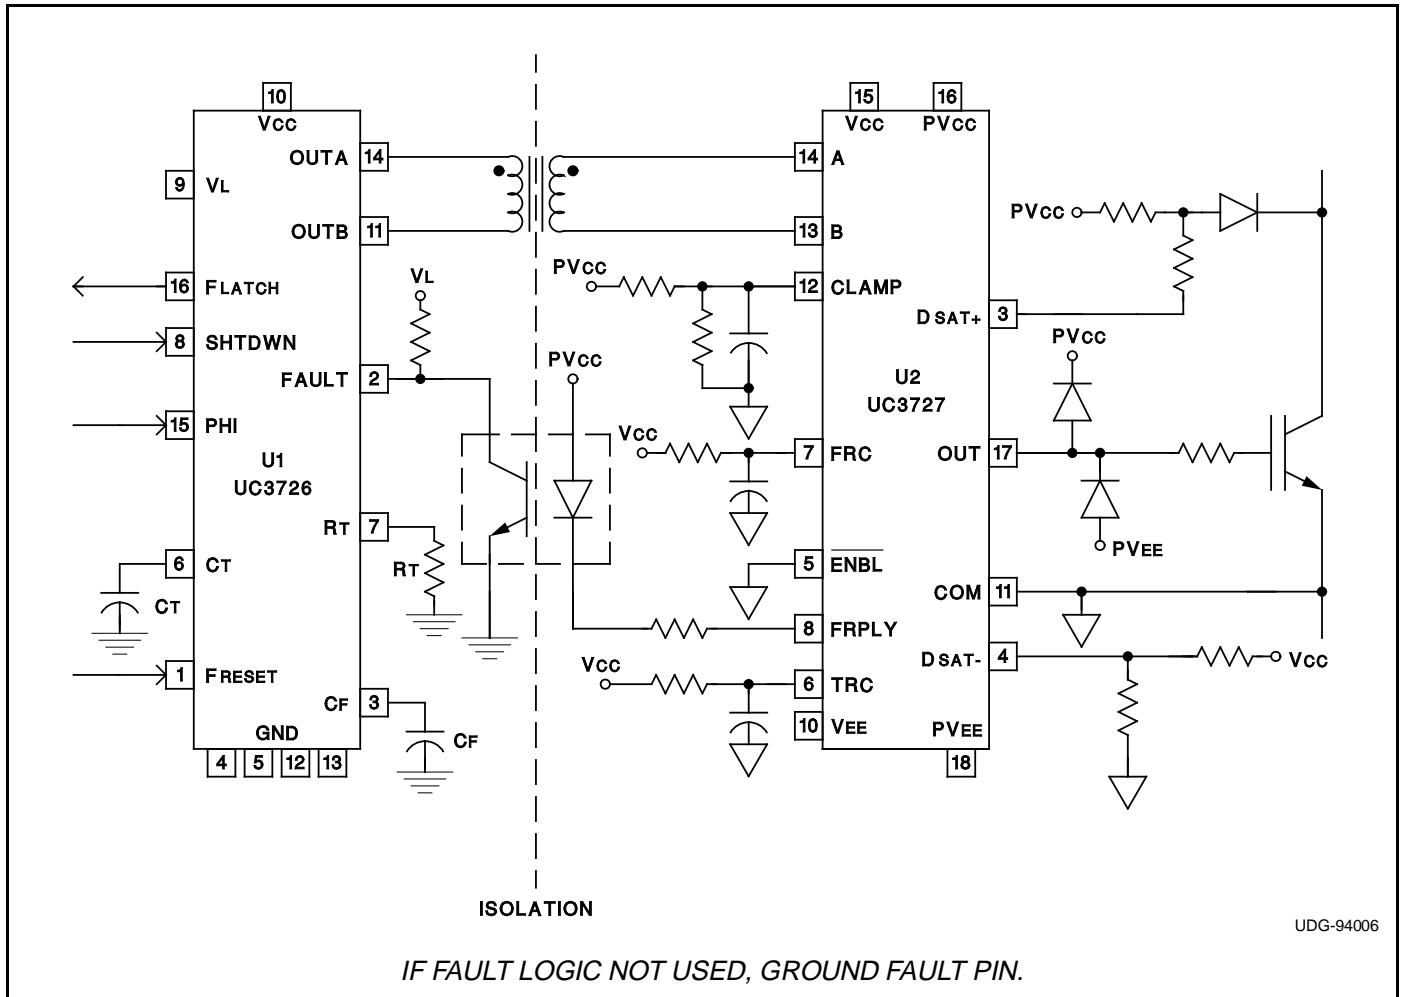 10
VCC
OUTA 14
9 VL
OUTB 11
16 FLATCH
8 SHTDWN
VL
FAULT 2
15 PHI
U1
UC3726
RT 7
RT
6 CT
CT
1 FRESET
CF 3
CF
GND
4 5 12 13
ISOLATION
15 16
VCC PVCC
14 A
13 B
PVCC
12 CLAMP
PVCC
VCC
7 FRC
5 ENBL
8 FRPLY
VCC
6 TRC
10 VEE
U2
UC3727
PVCC
DSAT+ 3
PVCC
OUT 17
PVEE
COM 11
DSAT- 4
VCC
PVEE
18
UDG-94006
IF FAULT LOGIC NOT USED, GROUND FAULT PIN.